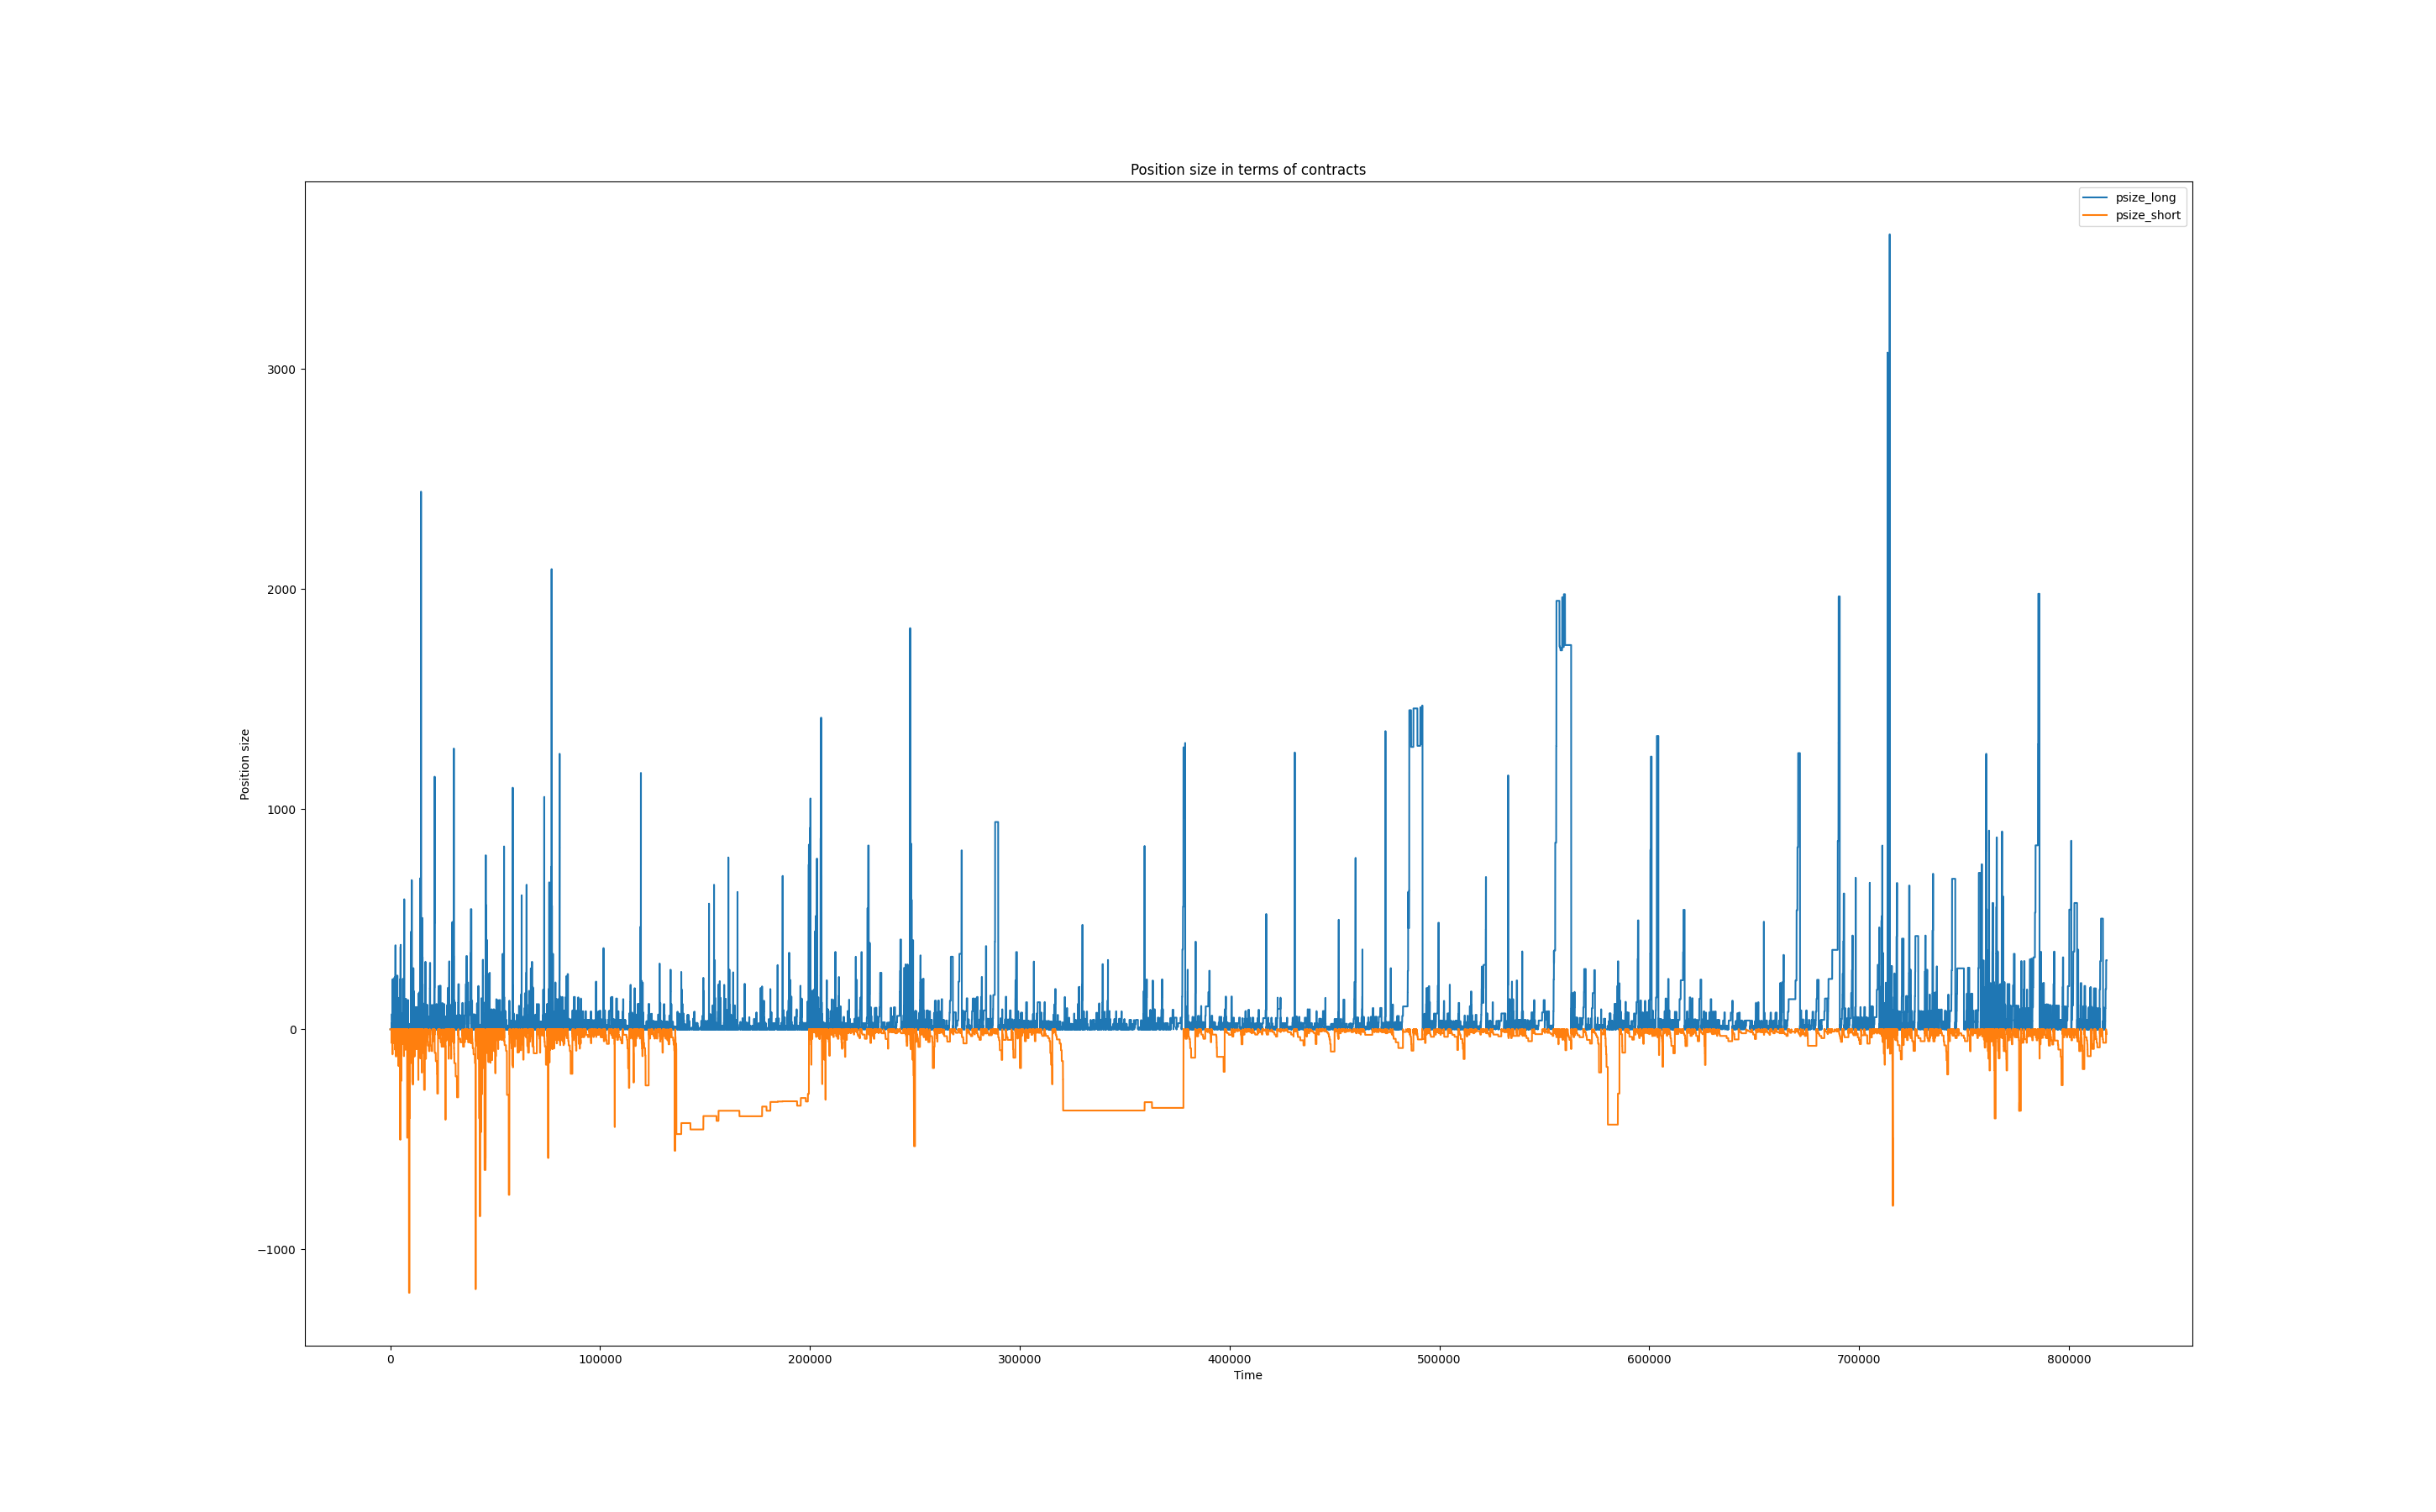 Position size in terms of contracts
psize_long
psize_short
3000
2000
1000
0
−1000
Position size
0
100000
200000
300000
400000
500000
600000
700000
800000
Time